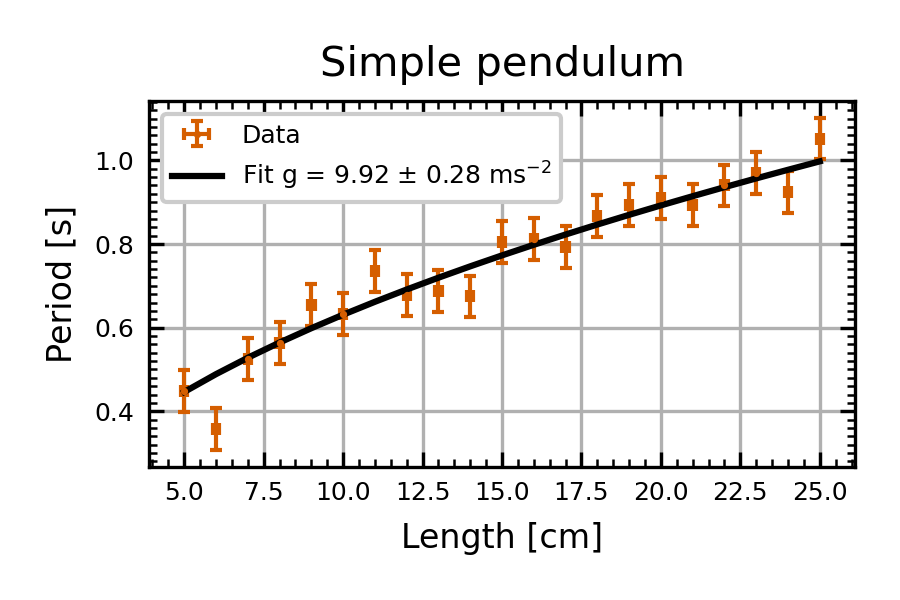 Simple pendulum
Data
Fit g = 9.92 ± 0.28 ms⁻²
Period [s]
1.0
0.8
0.6
0.4
5.0 7.5 10.0 12.5 15.0 17.5 20.0 22.5 25.0
Length [cm]